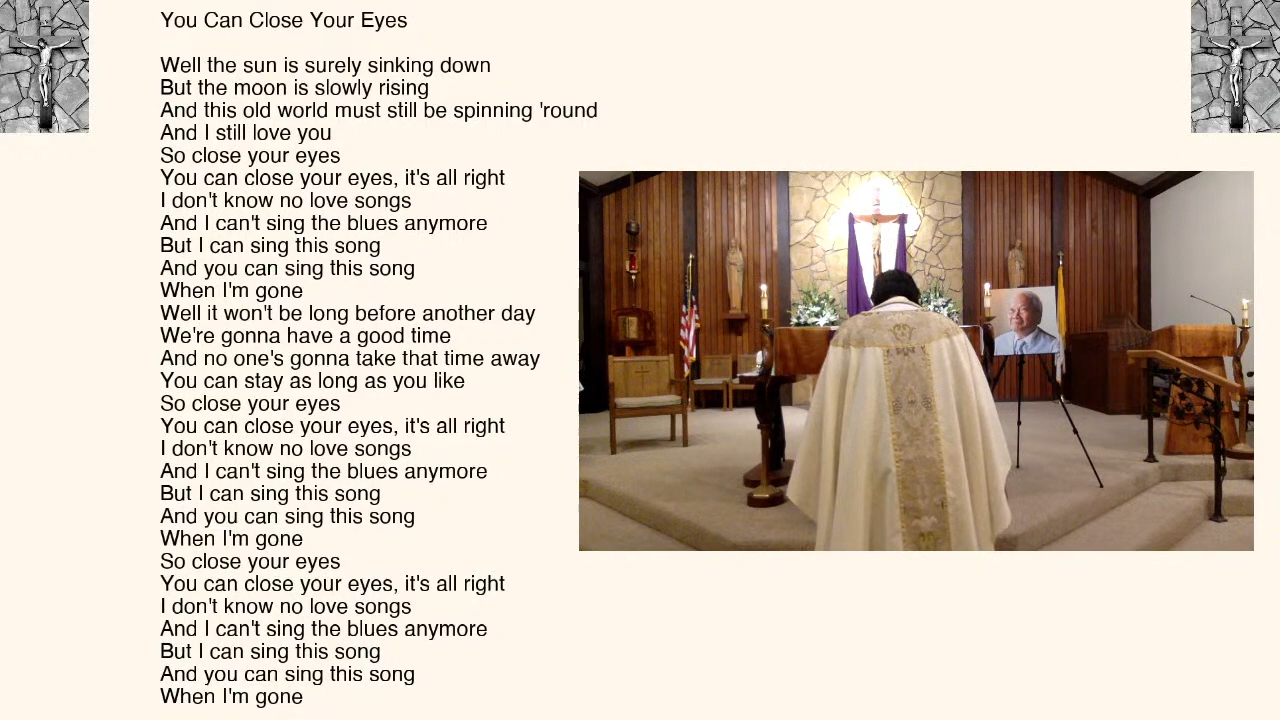 You Can Close Your Eyes
Well the sun is surely sinking down
But the moon is slowly rising
And this old world must still be spinning 'round
And I still love you
So close your eyes
You can close your eyes, it's all right
I don't know no love songs
And I can't sing the blues anymore
But I can sing this song
And you can sing this song
When I'm gone
Well it won't be long before another day
We're gonna have a good time
And no one's gonna take that time away
You can stay as long as you like
So close your eyes
You can close your eyes, it's all right
I don't know no love songs
And I can't sing the blues anymore
But I can sing this song
And you can sing this song
When I'm gone
So close your eyes
You can close your eyes, it's all right
I don't know no love songs
And I can't sing the blues anymore
But I can sing this song
And you can sing this song
When I'm gone